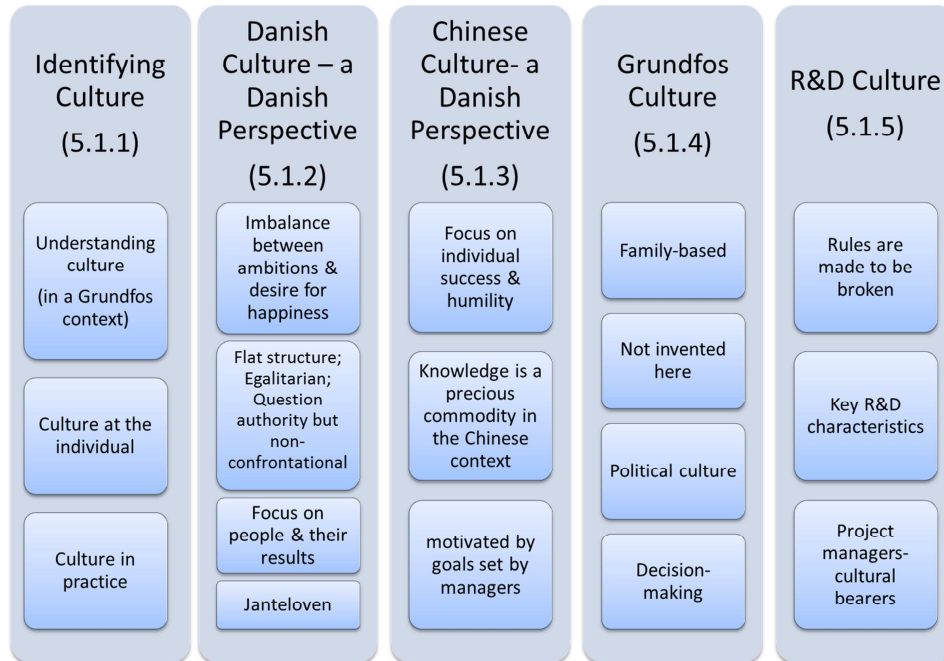 Identifying
Culture
(5.1.1)
Understanding
culture
(in a Grundfos
context)
Culture at the
individual
Culture in
practice
Danish
Culture – a
Danish
Perspective
(5.1.2)
Imbalance
between
ambitions &
desire for
happiness
Flat structure;
Egalitarian;
Question
authority but
non-
confrontational
Focus on
people & their
results
Janteloven
Chinese
Culture- a
Danish
Perspective
(5.1.3)
Focus on
individual
success &
humility
Knowledge is a
precious
commodity in
the Chinese
context
motivated by
goals set by
managers
Grundfos
Culture
(5.1.4)
Family-based
Not invented
here
Political culture
Decision-
making
R&D Culture
(5.1.5)
Rules are
made to be
broken
Key R&D
characteristics
Project
managers-
cultural
bearers